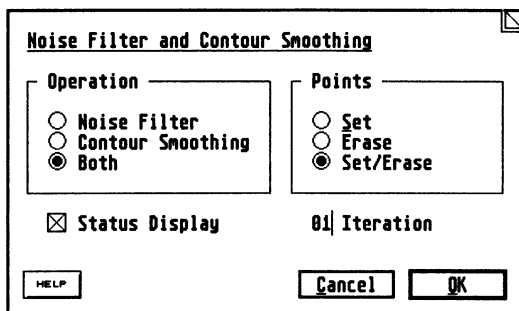 Noise Filter and Contour Smoothing
Operation
Noise Filter
Contour Smoothing
Both
Points
Set
Erase
Set/Erase
Status Display
01 Iteration
HELP
Cancel
OK